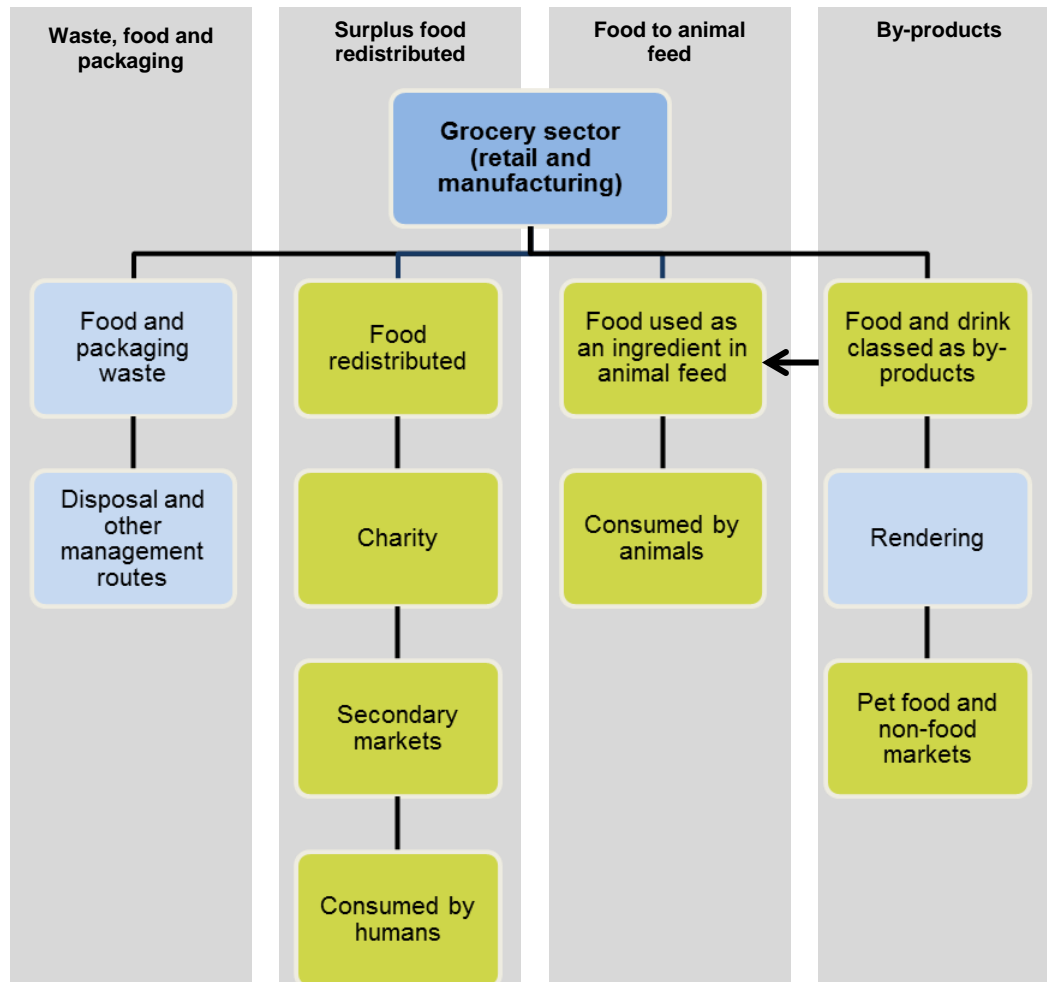 Waste, food and
packaging
Surplus food
redistributed
Food to animal
feed
By-products
Grocery sector
(retail and
manufacturing)
Food and
packaging
waste
Food
redistributed
Food used as
an ingredient in
animal feed
Food and drink
classed as by-
products
Disposal and
other
management
routes
Charity
Consumed by
animals
Rendering
Secondary
markets
Pet food and
non-food
markets
Consumed by
humans